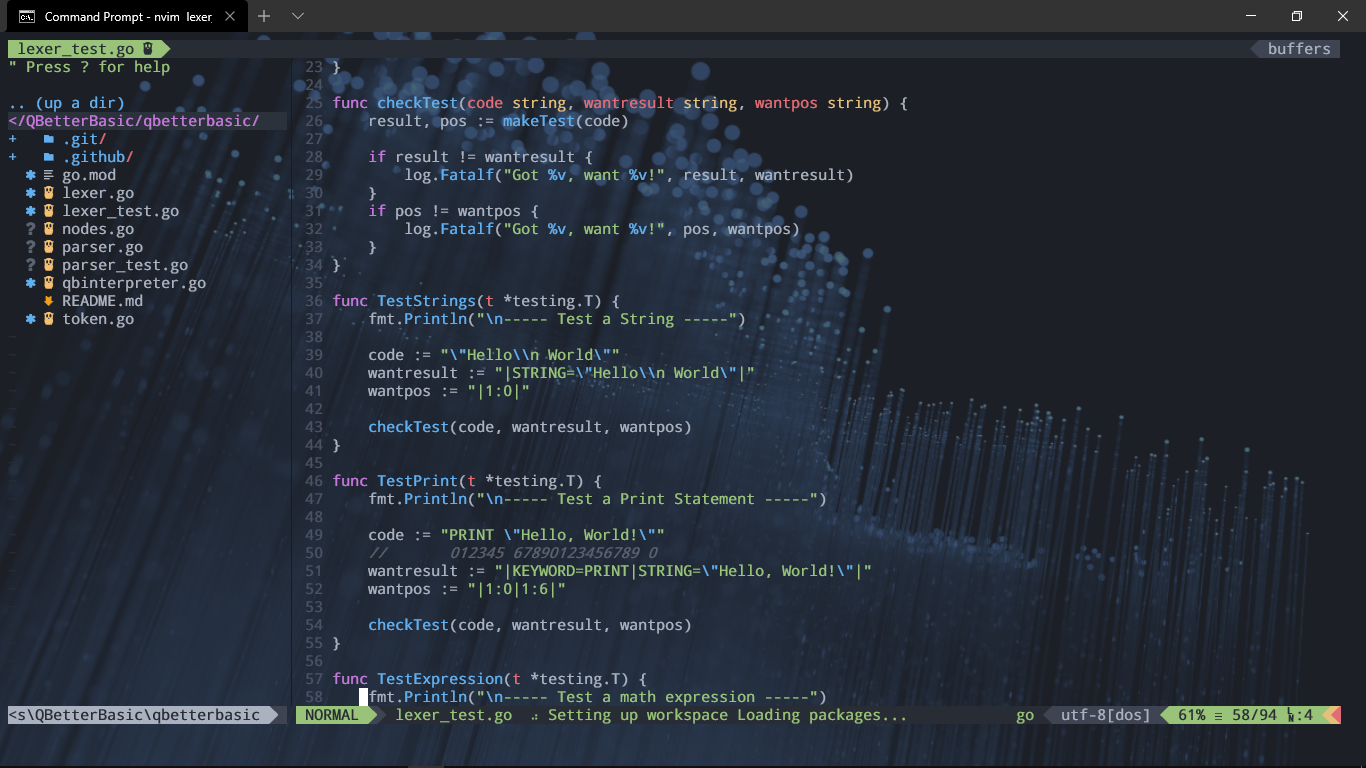 Command Prompt - nvim lexer_
lexer_test.go
buffers
" Press ? for help
.. (up a dir)
</QBetterBasic/qbetterbasic/
+ .git/
+ .github/
go.mod
* lexer.go
* lexer_test.go
? nodes.go
? parser.go
? parser_test.go
* qbinterpreter.go
README.md
* token.go
<s\QBetterBasic\qbetterbasic
23 }
24
25 func checkTest(code string, wantresult string, wantpos string) {
26     result, pos := makeTest(code)
27
28     if result != wantresult {
29         log.Fatalf("Got %v, want %v!", result, wantresult)
30     }
31     if pos != wantpos {
32         log.Fatalf("Got %v, want %v!", pos, wantpos)
33     }
34 }
35
36 func TestStrings(t *testing.T) {
37     fmt.Println("\n----- Test a String -----")
38
39     code := "\"Hello\\n World\""
40     wantresult := "|STRING=\"Hello\\n World\"|"
41     wantpos := "|1:0|"
42
43     checkTest(code, wantresult, wantpos)
44 }
45
46 func TestPrint(t *testing.T) {
47     fmt.Println("\n----- Test a Print Statement -----")
48
49     code := "PRINT \"Hello, World!\""
50     //       012345 67890123456789 0
51     wantresult := "|KEYWORD=PRINT|STRING=\"Hello, World!\"|"
52     wantpos := "|1:0|1:6|"
53
54     checkTest(code, wantresult, wantpos)
55 }
56
57 func TestExpression(t *testing.T) {
58     fmt.Println("\n----- Test a math expression -----")
NORMAL lexer_test.go Setting up workspace Loading packages... go utf-8[dos] 61% ≡ 58/94 :4